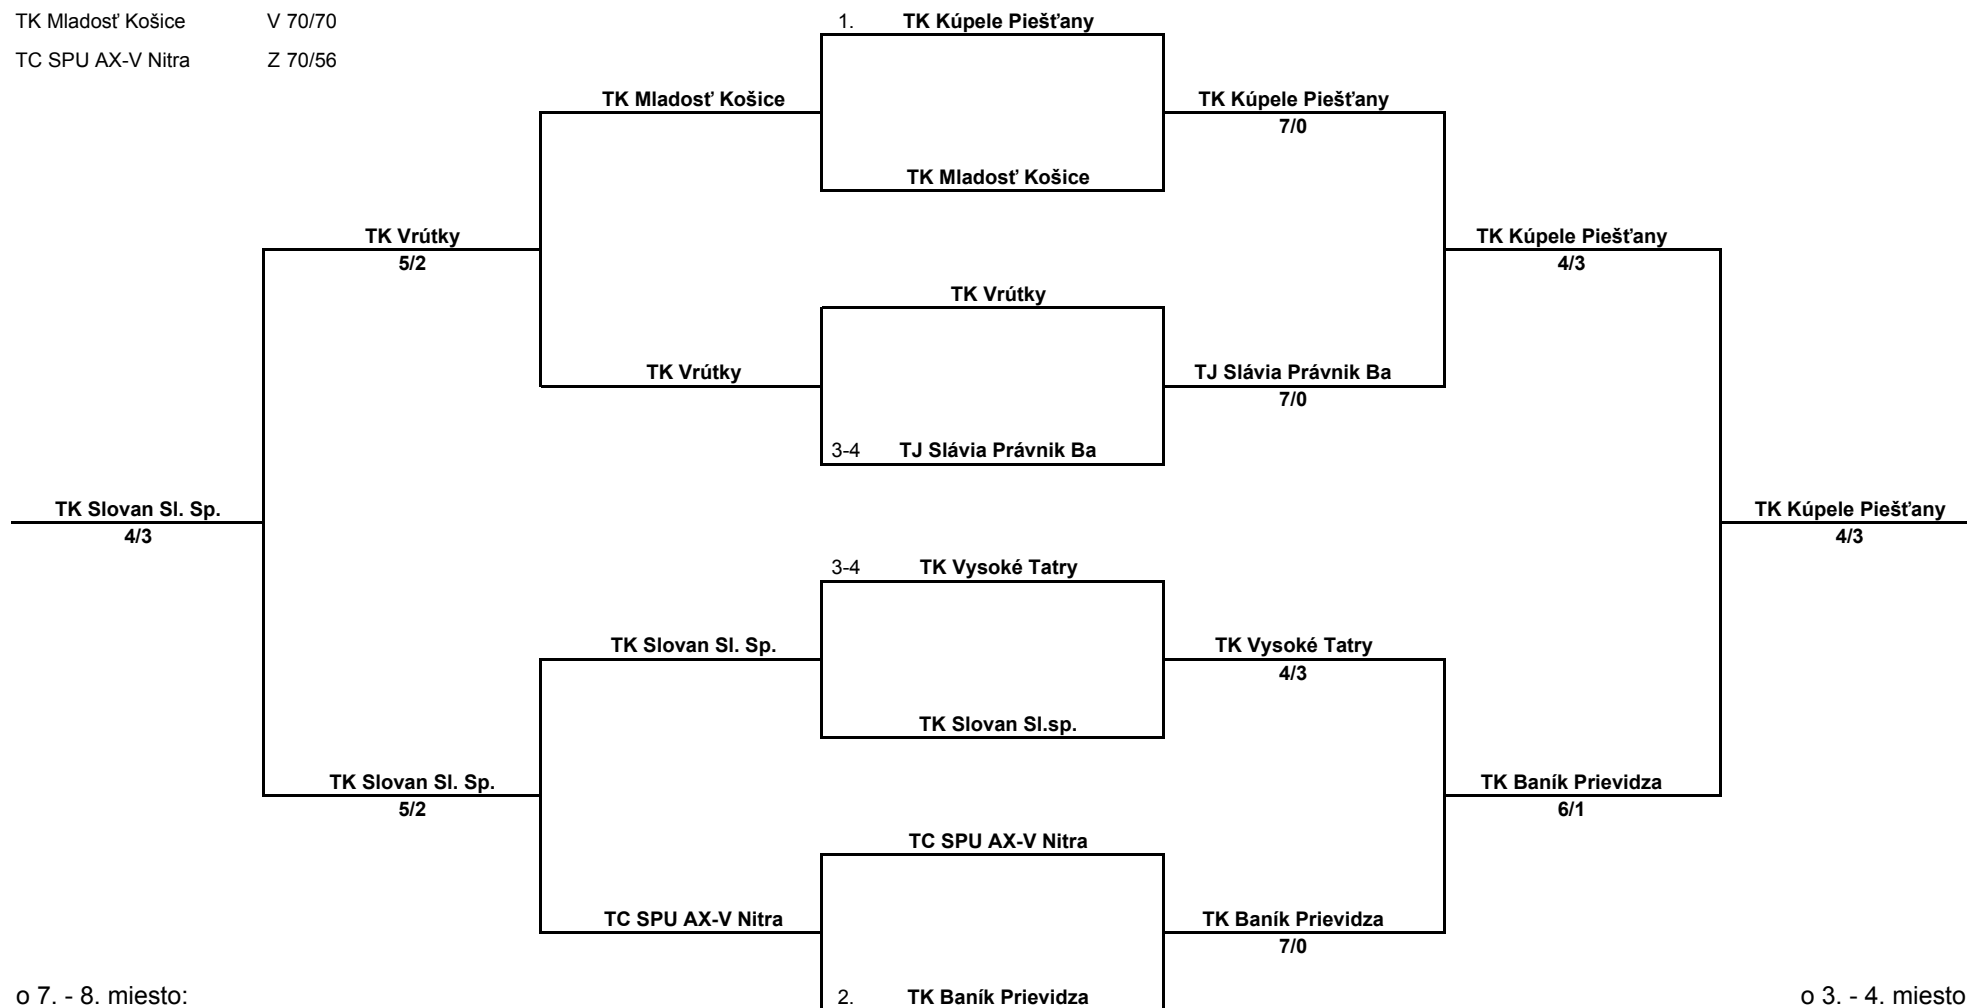 TK Mladosť Košice V 70/70 1. TK Kúpele Piešťany
TC SPU AX-V Nitra Z 70/56
TK Mladosť Košice TK Kúpele Piešťany
7/0
TK Mladosť Košice
TK Vrútky TK Kúpele Piešťany
5/2 4/3
TK Vrútky
TK Vrútky TJ Slávia Právnik Ba
7/0
3-4 TJ Slávia Právnik Ba
TK Slovan Sl. Sp. TK Kúpele Piešťany
4/3 4/3
3-4 TK Vysoké Tatry
TK Slovan Sl. Sp. TK Vysoké Tatry
4/3
TK Slovan Sl.sp.
TK Slovan Sl. Sp. TK Baník Prievidza
5/2 6/1
TC SPU AX-V Nitra
TC SPU AX-V Nitra TK Baník Prievidza
7/0
o 7. - 8. miesto: 2. TK Baník Prievidza o 3. - 4. miesto